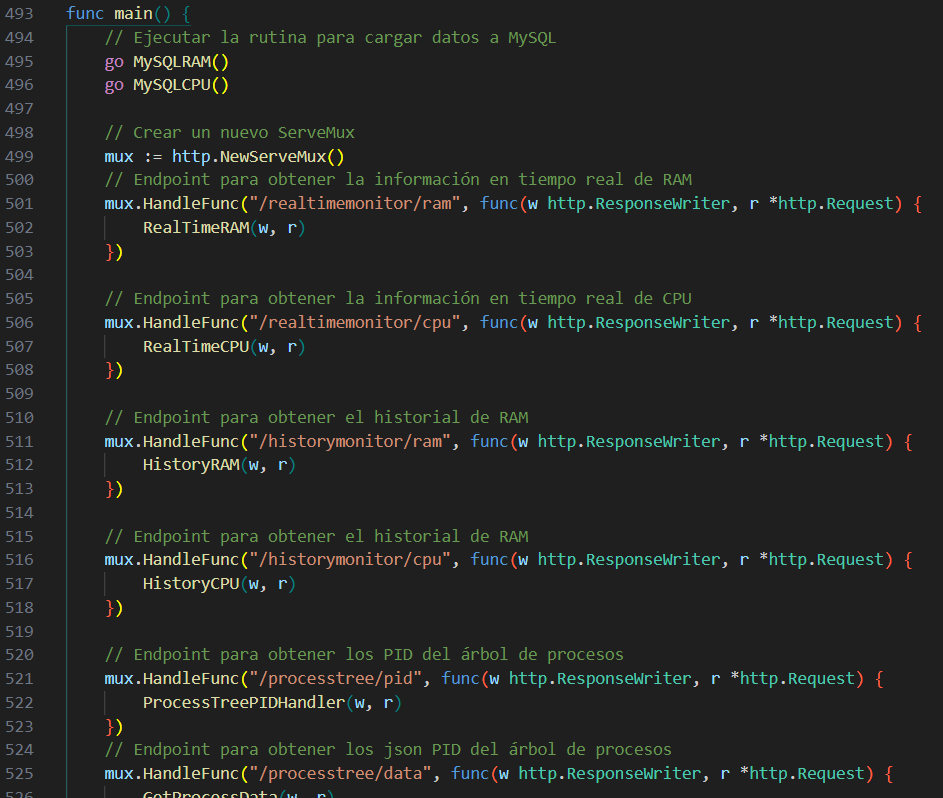 493 func main() {
494 // Ejecutar la rutina para cargar datos a MySQL
495 go MySQLRAM()
496 go MySQLCPU()
497
498 // Crear un nuevo ServeMux
499 mux := http.NewServeMux()
500 // Endpoint para obtener la información en tiempo real de RAM
501 mux.HandleFunc("/realtimemonitor/ram", func(w http.ResponseWriter, r *http.Request) {
502 RealTimeRAM(w, r)
503 })
504
505 // Endpoint para obtener la información en tiempo real de CPU
506 mux.HandleFunc("/realtimemonitor/cpu", func(w http.ResponseWriter, r *http.Request) {
507 RealTimeCPU(w, r)
508 })
509
510 // Endpoint para obtener el historial de RAM
511 mux.HandleFunc("/historymonitor/ram", func(w http.ResponseWriter, r *http.Request) {
512 HistoryRAM(w, r)
513 })
514
515 // Endpoint para obtener el historial de RAM
516 mux.HandleFunc("/historymonitor/cpu", func(w http.ResponseWriter, r *http.Request) {
517 HistoryCPU(w, r)
518 })
519
520 // Endpoint para obtener los PID del árbol de procesos
521 mux.HandleFunc("/processtree/pid", func(w http.ResponseWriter, r *http.Request) {
522 ProcessTreePIDHandler(w, r)
523 })
524 // Endpoint para obtener los json PID del árbol de procesos
525 mux.HandleFunc("/processtree/data", func(w http.ResponseWriter, r *http.Request) {
526 GetProcessData(w, r)